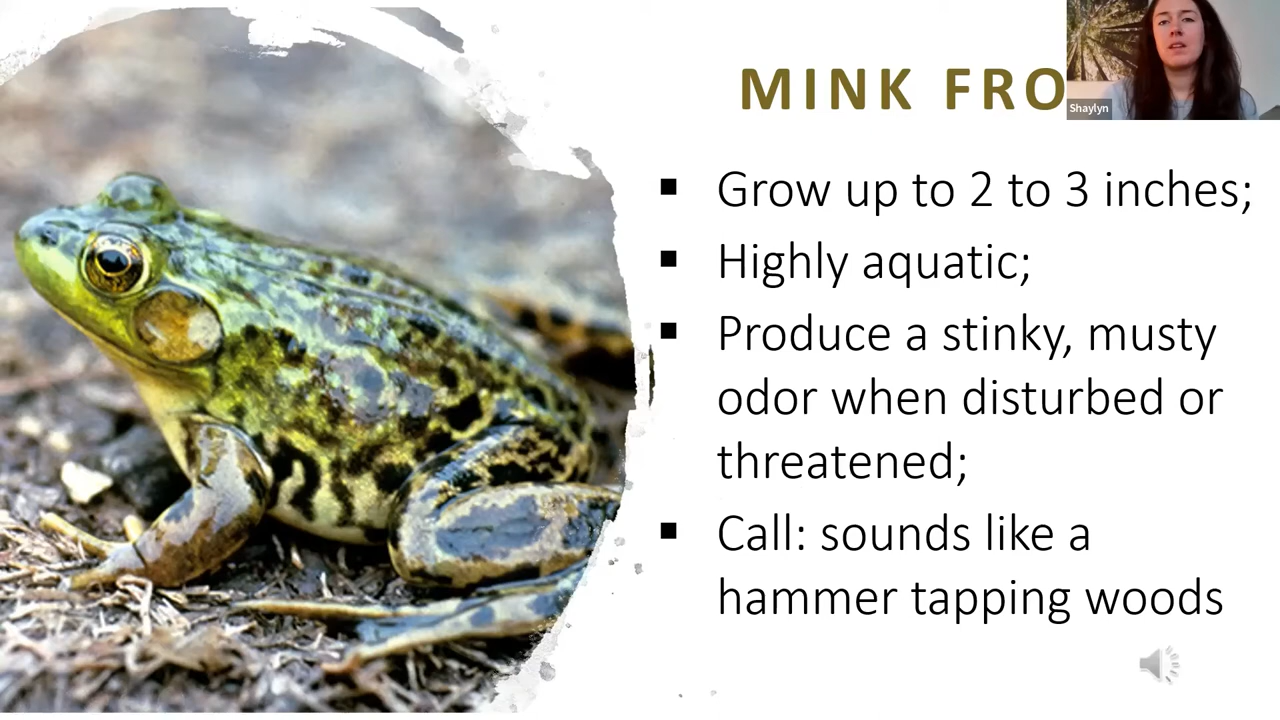 MINK FRO
Shaylyn
▪ Grow up to 2 to 3 inches;
▪ Highly aquatic;
▪ Produce a stinky, musty
odor when disturbed or
threatened;
▪ Call: sounds like a
hammer tapping woods